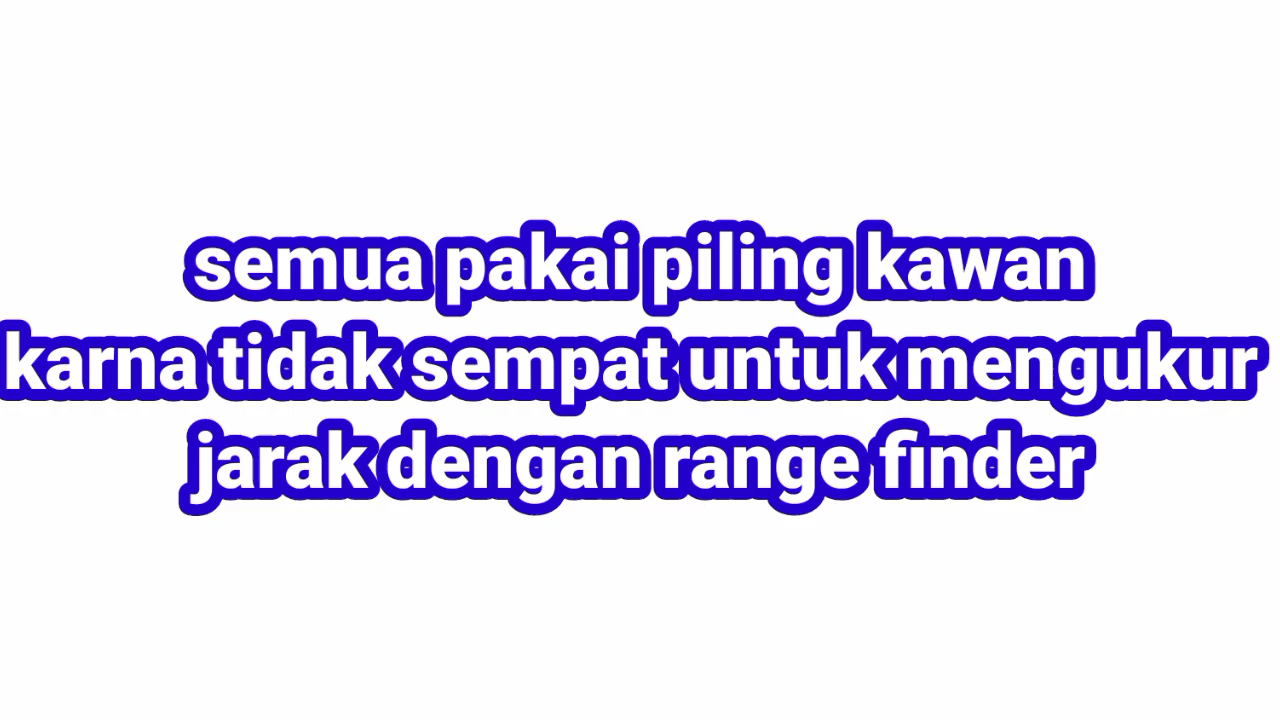 semua pakai piling kawan
karna tidak sempat untuk mengukur
jarak dengan range finder